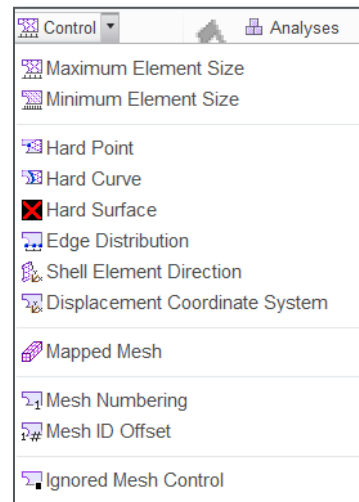 Control Analyses
Maximum Element Size
Minimum Element Size
Hard Point
Hard Curve
Hard Surface
Edge Distribution
Shell Element Direction
Displacement Coordinate System
Mapped Mesh
Mesh Numbering
Mesh ID Offset
Ignored Mesh Control